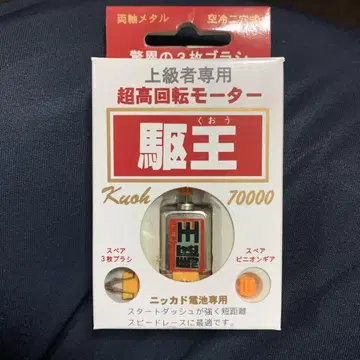 両軸メタル 空冷二穴式
驚異の3枚ブラシ
上級者専用
超高回転モーター
くおう
駆王
Kuoh 70000
駆王
スペア
3枚ブラシ
スペア
ピニオンギア
ニッカド電池専用
スタートダッシュが強く短距離
スピードレースに最適です。